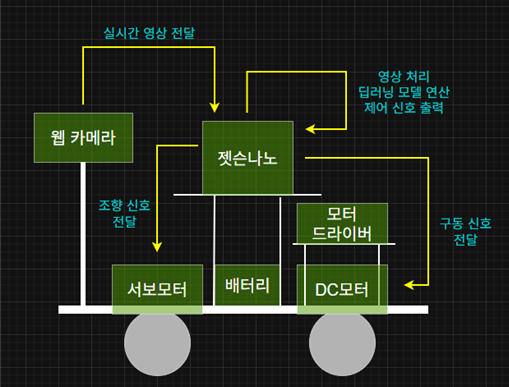 실시간 영상 전달
영상 처리
딥러닝 모델 연산
제어 신호 출력
웹 카메라
젯슨나노
조향 신호
전달
모터
드라이버
구동 신호
전달
서보모터
배터리
DC모터